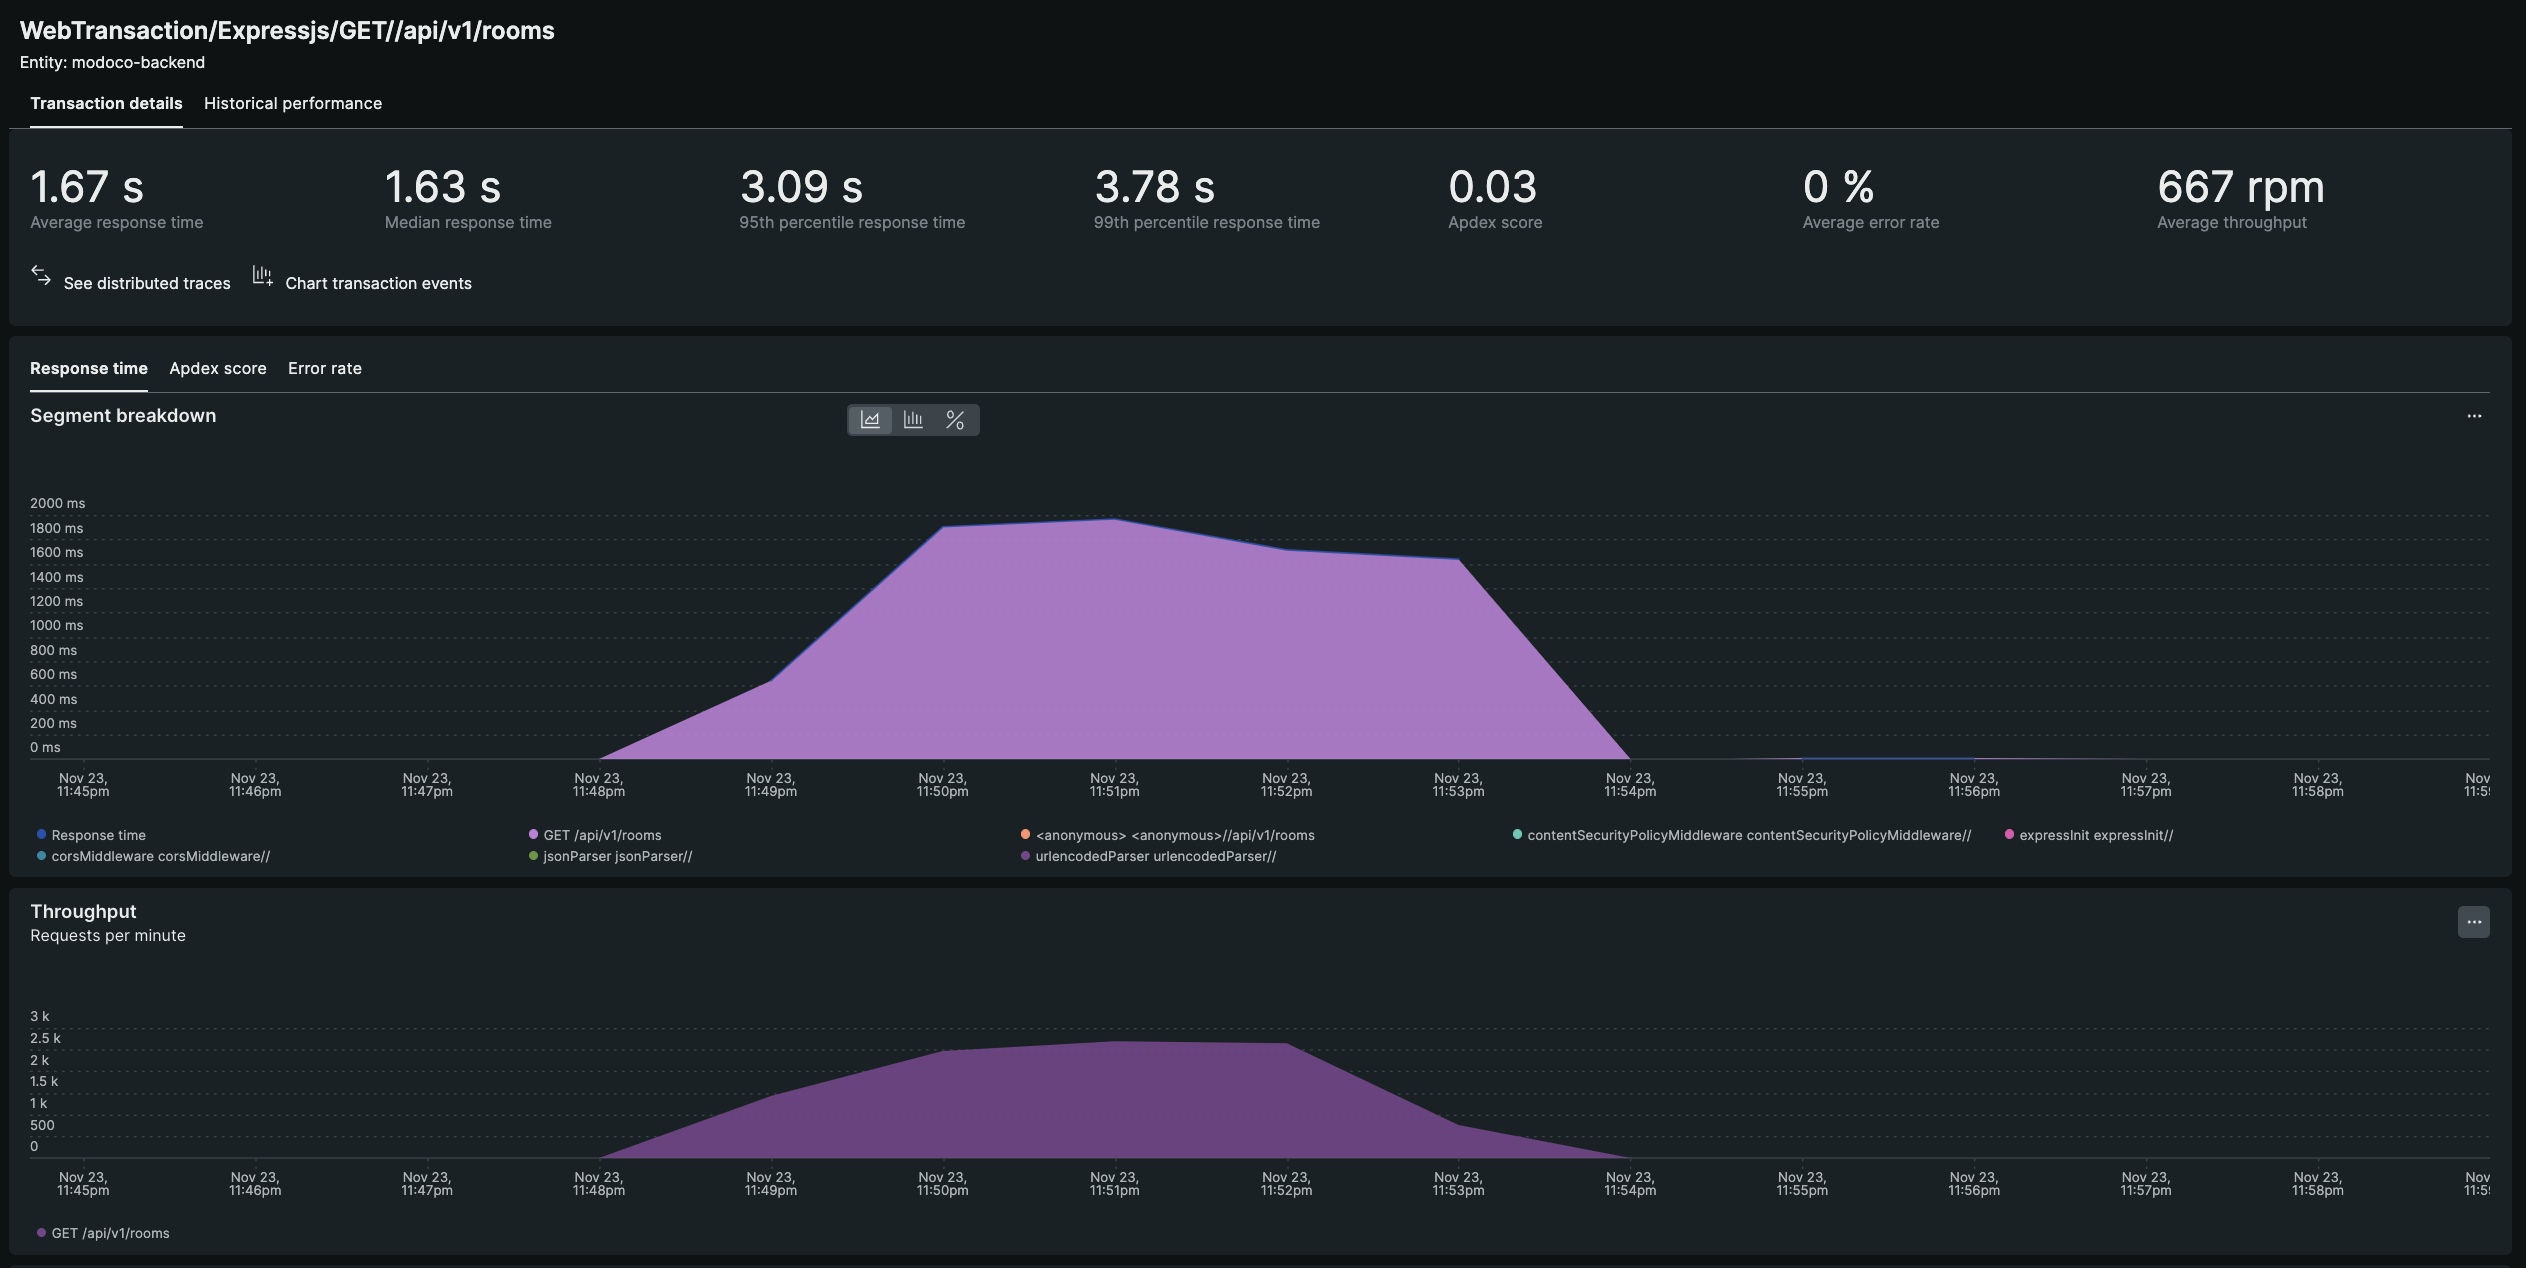 WebTransaction/Expressjs/GET//api/v1/rooms
Entity: modoco-backend
Transaction details Historical performance
1.67 s 1.63 s 3.09 s 3.78 s 0.03 0 % 667 rpm
Average response time Median response time 95th percentile response time 99th percentile response time Apdex score Average error rate Average throughput
See distributed traces Chart transaction events
Response time Apdex score Error rate
Segment breakdown
2000 ms
1800 ms
1600 ms
1400 ms
1200 ms
1000 ms
800 ms
600 ms
400 ms
200 ms
0 ms
Nov 23, Nov 23, Nov 23, Nov 23, Nov 23, Nov 23, Nov 23, Nov 23, Nov 23, Nov 23, Nov 23, Nov 23, Nov 23, Nov 23, Nov
11:45pm 11:46pm 11:47pm 11:48pm 11:49pm 11:50pm 11:51pm 11:52pm 11:53pm 11:54pm 11:55pm 11:56pm 11:57pm 11:58pm
Response time GET /api/v1/rooms <anonymous> <anonymous>//api/v1/rooms contentSecurityPolicyMiddleware contentSecurityPolicyMiddleware// expressInit expressInit//
corsMiddleware corsMiddleware// jsonParser jsonParser// urlencodedParser urlencodedParser//
Throughput
Requests per minute
3 k
2.5 k
2 k
1.5 k
1 k
500
0
Nov 23, Nov 23, Nov 23, Nov 23, Nov 23, Nov 23, Nov 23, Nov 23, Nov 23, Nov 23, Nov 23, Nov 23, Nov 23, Nov 23, Nov
11:45pm 11:46pm 11:47pm 11:48pm 11:49pm 11:50pm 11:51pm 11:52pm 11:53pm 11:54pm 11:55pm 11:56pm 11:57pm 11:58pm
GET /api/v1/rooms